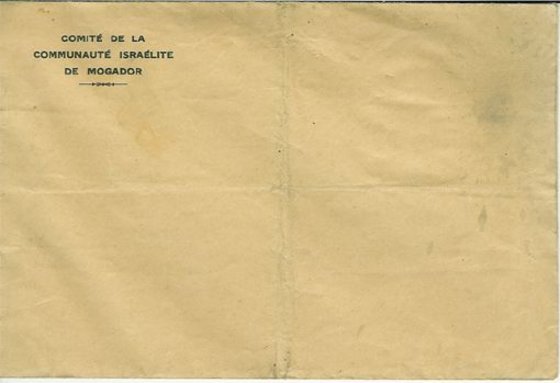 COMITÉ DE LA
COMMUNAUTÉ ISRAÉLITE
DE MOGADOR